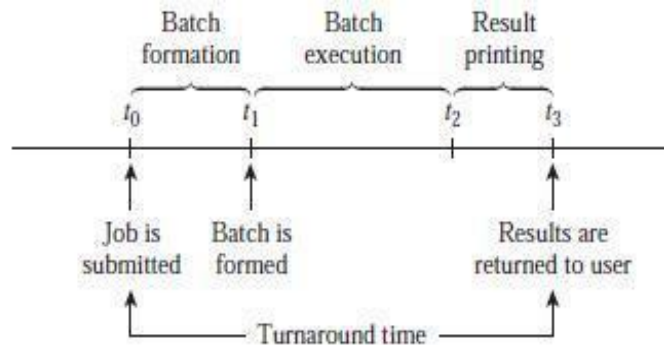 Batch formation
Batch execution
Result printing
t0 t1 t2 t3
Job is submitted
Batch is formed
Results are returned to user
Turnaround time